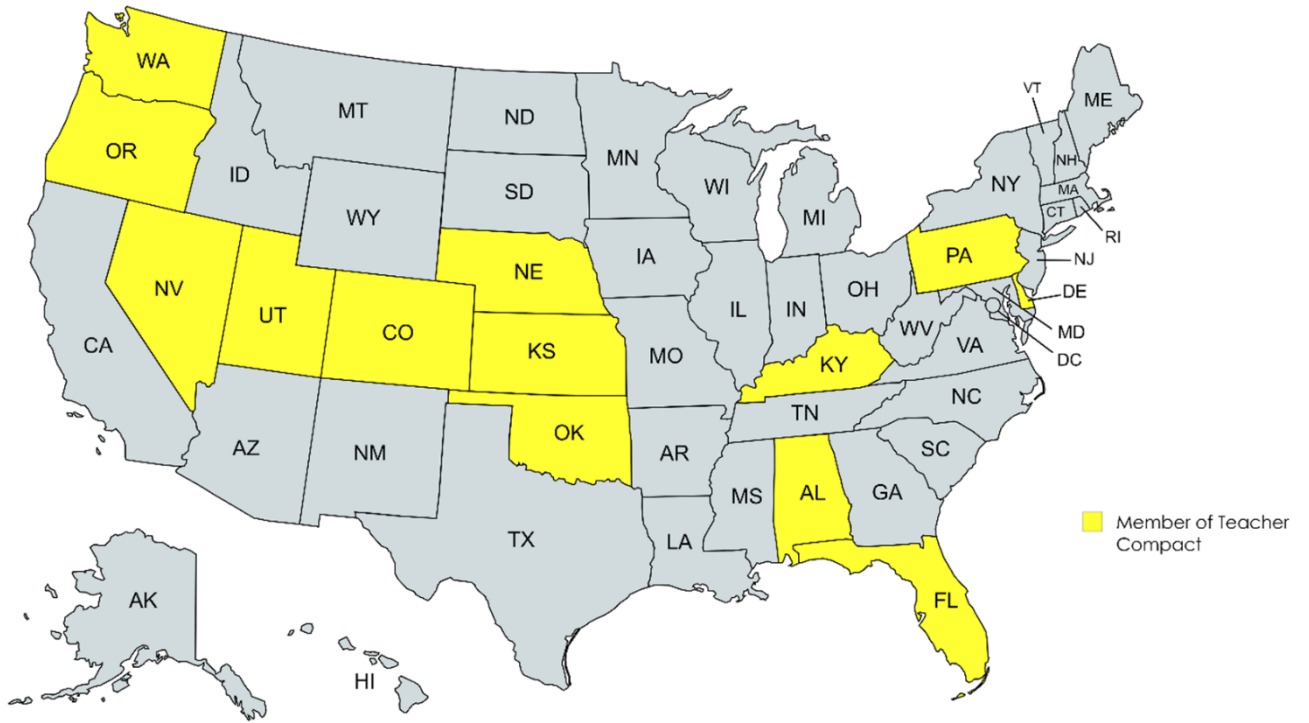 WA
MT
ND
MN
VT
ME
OR
ID
SD
WI
MI
NY
NH
MA
CT
RI
WY
IA
NE
PA
NJ
NV
UT
CO
IL
IN
OH
DE
MD
DC
CA
KS
MO
KY
WV
VA
AZ
NM
OK
AR
TN
NC
SC
MS
AL
GA
TX
LA
FL
AK
HI
Member of Teacher
Compact